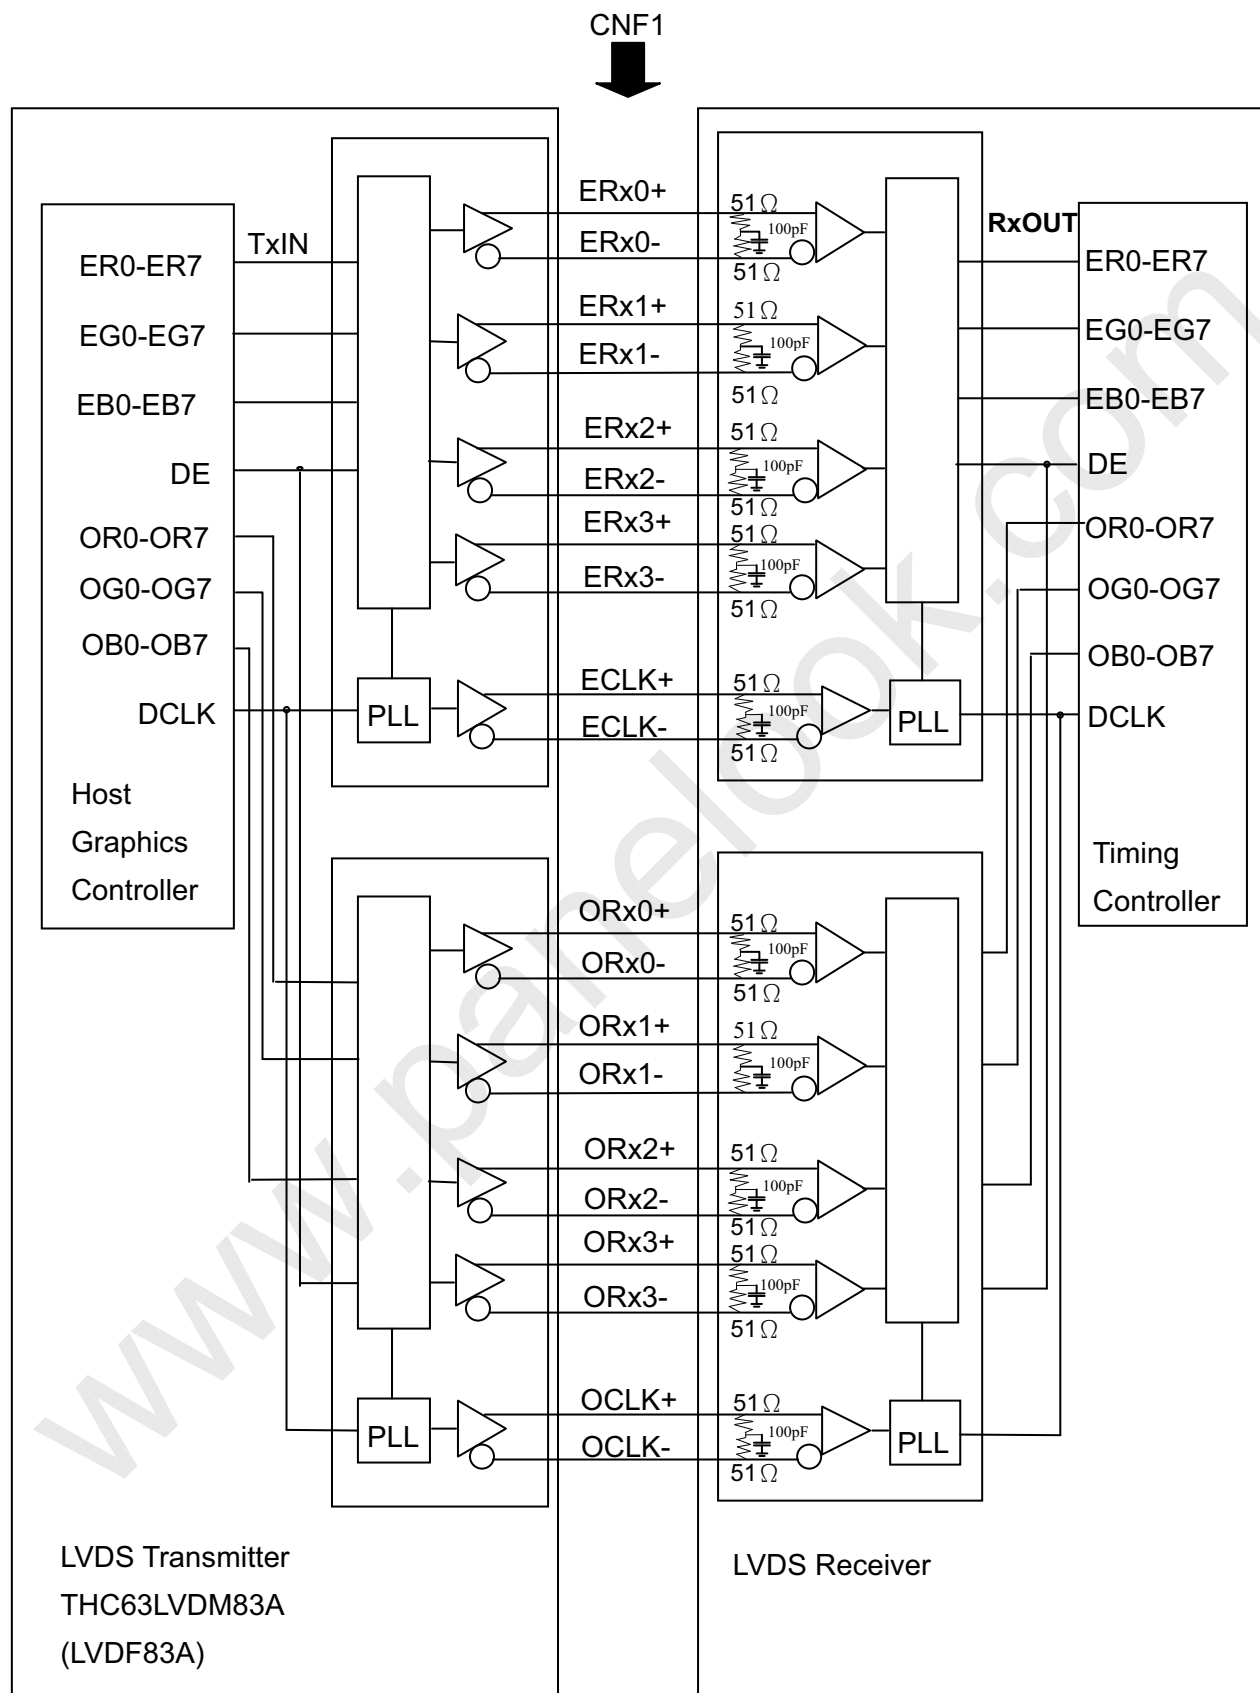 CNF1
ER0-ER7
EG0-EG7
EB0-EB7
DE
OR0-OR7
OG0-OG7
OB0-OB7
DCLK
Host
Graphics
Controller
TxIN
PLL
ERx0+
ERx0-
ERx1+
ERx1-
ERx2+
ERx2-
ERx3+
ERx3-
ECLK+
ECLK-
51Ω
100pF
51Ω
51Ω
100pF
51Ω
51Ω
100pF
51Ω
51Ω
100pF
51Ω
51Ω
100pF
51Ω
PLL
RxOUT
ER0-ER7
EG0-EG7
EB0-EB7
DE
OR0-OR7
OG0-OG7
OB0-OB7
DCLK
Timing
Controller
PLL
ORx0+
ORx0-
ORx1+
ORx1-
ORx2+
ORx2-
ORx3+
ORx3-
OCLK+
OCLK-
51Ω
100pF
51Ω
51Ω
100pF
51Ω
100pF
51Ω
51Ω
100pF
51Ω
51Ω
100pF
51Ω
PLL
LVDS Transmitter
THC63LVDM83A
(LVDF83A)
LVDS Receiver
www.panelook.com